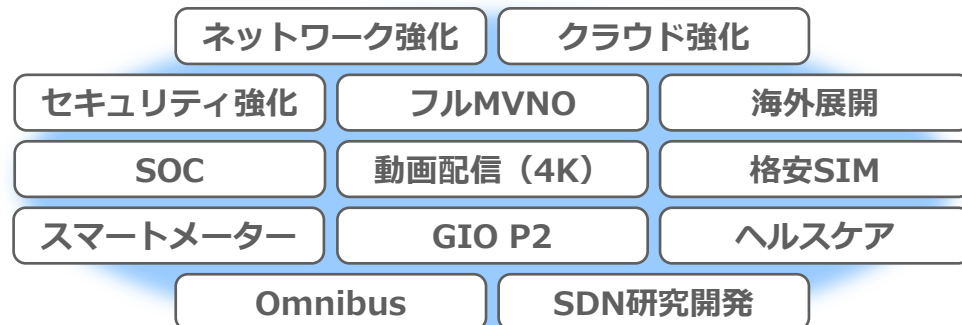 ネットワーク強化
クラウド強化
セキュリティ強化
フルMVNO
海外展開
SOC
動画配信（4K）
格安SIM
スマートメーター
GIO P2
ヘルスケア
Omnibus
SDN研究開発